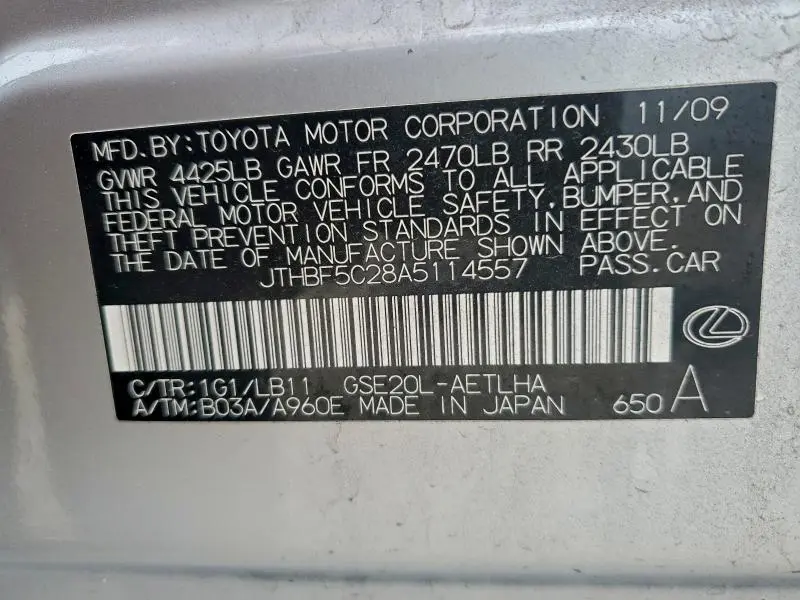 MFD. BY: TOYOTA MOTOR CORPORATION 11/09
GVWR 4425LB GAWR FR 2470LB RR 2430LB
THIS VEHICLE CONFORMS TO ALL APPLICABLE
FEDERAL MOTOR VEHICLE SAFETY, BUMPER, AND
THEFT PREVENTION STANDARDS IN EFFECT ON
THE DATE OF MANUFACTURE SHOWN ABOVE.
JTHBF5C28A5114557 PASS. CAR
C/TR: 1G1/LB11 GSE20L-AETLHA
A/TM: B03A/A960E MADE IN JAPAN 650 A